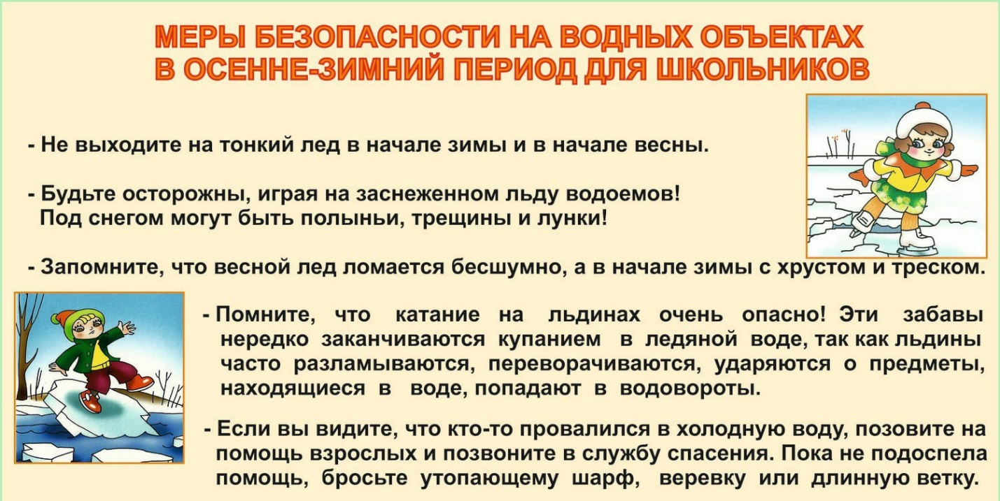 МЕРЫ БЕЗОПАСНОСТИ НА ВОДНЫХ ОБЪЕКТАХ
В ОСЕННЕ-ЗИМНИЙ ПЕРИОД ДЛЯ ШКОЛЬНИКОВ
- Не выходите на тонкий лед в начале зимы и в начале весны.
- Будьте осторожны, играя на заснеженном льду водоемов!
Под снегом могут быть полыньи, трещины и лунки!
- Запомните, что весной лед ломается бесшумно, а в начале зимы с хрустом и треском.
- Помните, что катание на льдинах очень опасно! Эти забавы
нередко заканчиваются купанием в ледяной воде, так как льдины
часто разламываются, переворачиваются, ударяются о предметы,
находящиеся в воде, попадают в водовороты.
- Если вы видите, что кто-то провалился в холодную воду, позовите на
помощь взрослых и позвоните в службу спасения. Пока не подоспела
помощь, бросьте утопающему шарф, веревку или длинную ветку.